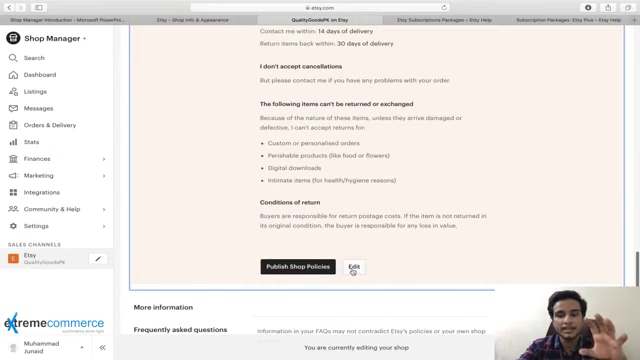 etsy.com
Shop Manager Introduction - Microsoft PowerPoi...
Etsy - Shop Info & Appearance
QualityGoodsPK on Etsy
Etsy Subscriptions Packages – Etsy Help
Subscription Packages: Etsy Plus – Etsy Help
Shop Manager
Search
Dashboard
Listings
Messages
Orders & Delivery
Stats
Finances
Marketing
Integrations
Community & Help
Settings
SALES CHANNELS
E
Etsy
QualityGoodsPK
extremecommerce
Muhammad
Junaid
Contact me within: 14 days of delivery
Return items back within: 30 days of delivery
I don't accept cancellations
But please contact me if you have any problems with your order.
The following items can't be returned or exchanged
Because of the nature of these items, unless they arrive damaged or
defective, I can't accept returns for:
• Custom or personalised orders
• Perishable products (like food or flowers)
• Digital downloads
• Intimate items (for health/hygiene reasons)
Conditions of return
Buyers are responsible for return postage costs. If the item is not returned in
its original condition, the buyer is responsible for any loss in value.
Publish Shop Policies
Edit
More information
Frequently asked questions
Information in your FAQs may not contradict Etsy's policies or your own shop
You are currently editing your shop